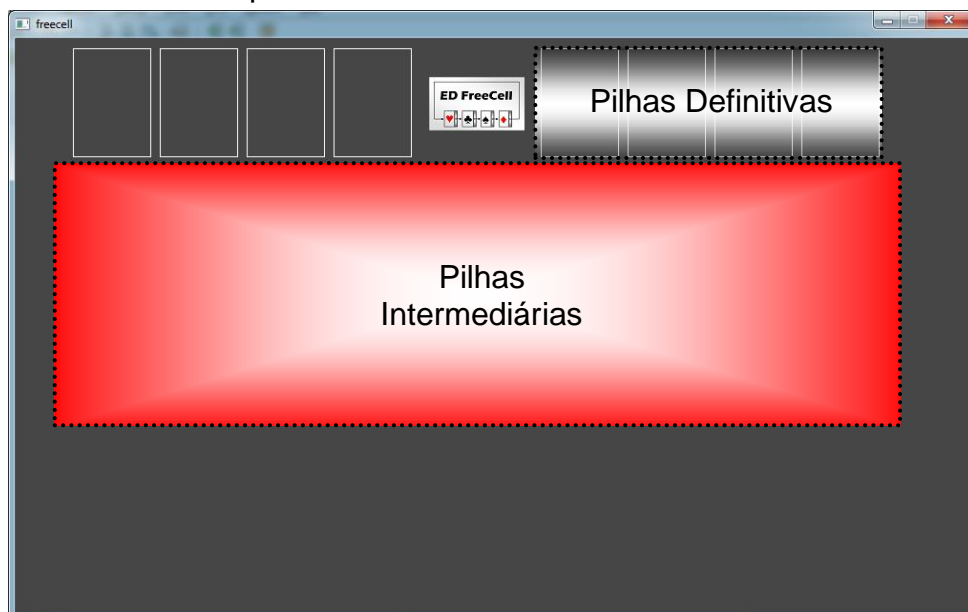 freecell
ED FreeCell
Pilhas Definitivas
Pilhas
Intermediárias